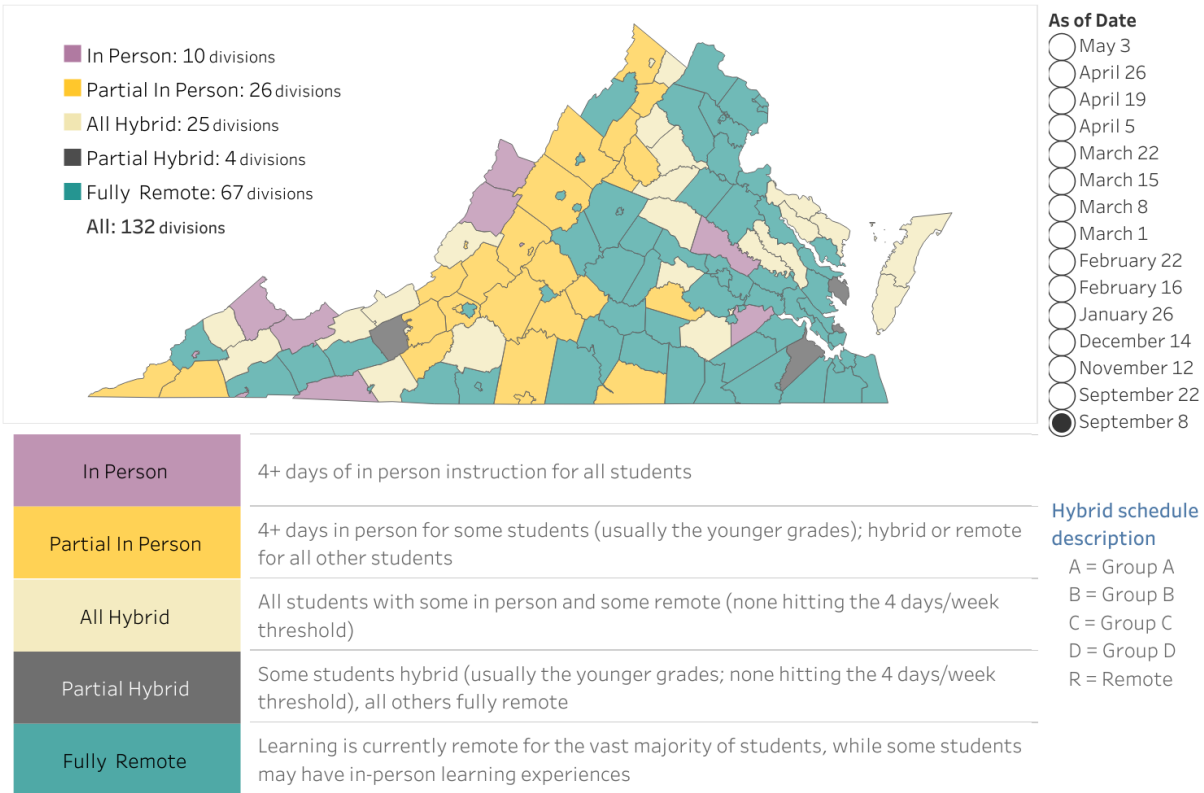 In Person: 10 divisions
Partial In Person: 26 divisions
All Hybrid: 25 divisions
Partial Hybrid: 4 divisions
Fully Remote: 67 divisions
All: 132 divisions
As of Date
May 3
April 26
April 19
April 5
March 22
March 15
March 8
March 1
February 22
February 16
January 26
December 14
November 12
September 22
September 8
In Person
4+ days of in person instruction for all students
Partial In Person
4+ days in person for some students (usually the younger grades); hybrid or remote
for all other students
All Hybrid
All students with some in person and some remote (none hitting the 4 days/week
threshold)
Partial Hybrid
Some students hybrid (usually the younger grades; none hitting the 4 days/week
threshold), all others fully remote
Fully Remote
Learning is currently remote for the vast majority of students, while some students
may have in-person learning experiences
Hybrid schedule
description
A = Group A
B = Group B
C = Group C
D = Group D
R = Remote